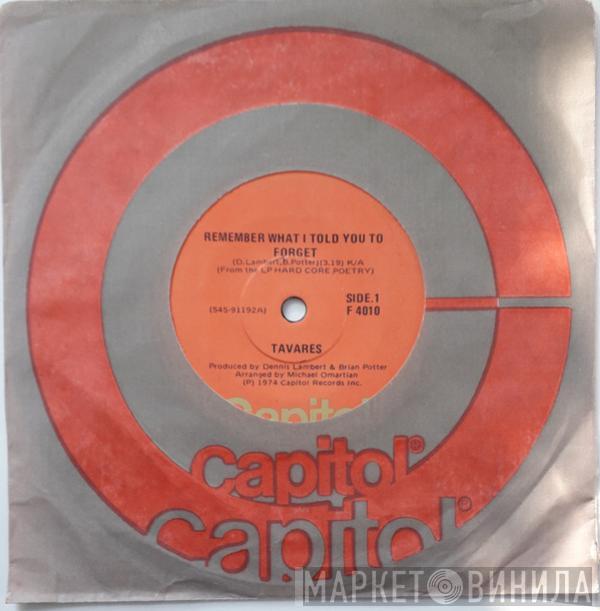 REMEMBER WHAT I TOLD YOU TO
FORGET
(D.Lambert,B.Potter)(3.19) K/A
(From the LP HARD CORE POETRY)
(545-91192A)
SIDE.1
F 4010
TAVARES
Produced by Dennis Lambert & Brian Potter
Arranged by Michael Omartian
(P) 1974 Capitol Records Inc.
Capitol
Capitol®
Capitol®
МАРКЕТ ВИНИЛА